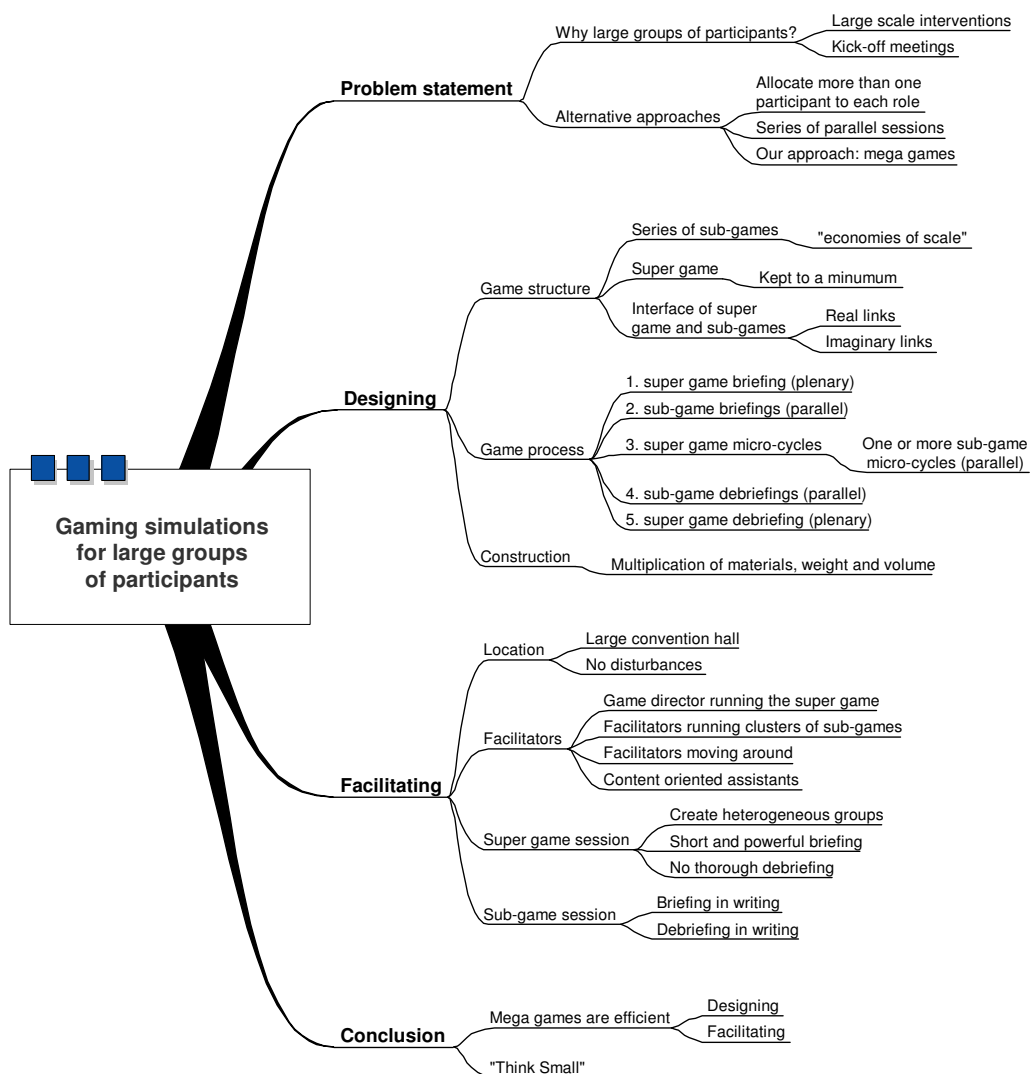 Gaming simulations
for large groups
of participants
Problem statement
Why large groups of participants?
Large scale interventions
Kick-off meetings
Alternative approaches
Allocate more than one
participant to each role
Series of parallel sessions
Our approach: mega games
Designing
Game structure
Series of sub-games
"economies of scale"
Super game
Kept to a minumum
Interface of super
game and sub-games
Real links
Imaginary links
Game process
1. super game briefing (plenary)
2. sub-game briefings (parallel)
3. super game micro-cycles
One or more sub-game
micro-cycles (parallel)
4. sub-game debriefings (parallel)
5. super game debriefing (plenary)
Construction
Multiplication of materials, weight and volume
Facilitating
Location
Large convention hall
No disturbances
Facilitators
Game director running the super game
Facilitators running clusters of sub-games
Facilitators moving around
Content oriented assistants
Super game session
Create heterogeneous groups
Short and powerful briefing
No thorough debriefing
Sub-game session
Briefing in writing
Debriefing in writing
Conclusion
Mega games are efficient
Designing
Facilitating
"Think Small"